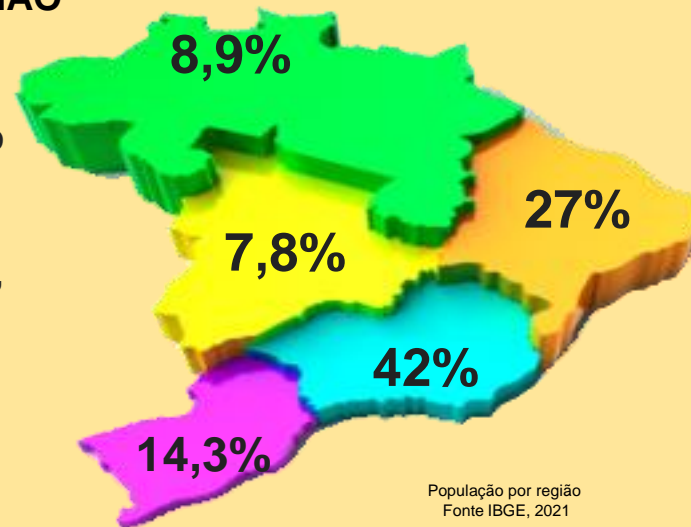 8,9%
27%
7,8%
42%
14,3%
População por região
Fonte IBGE, 2021